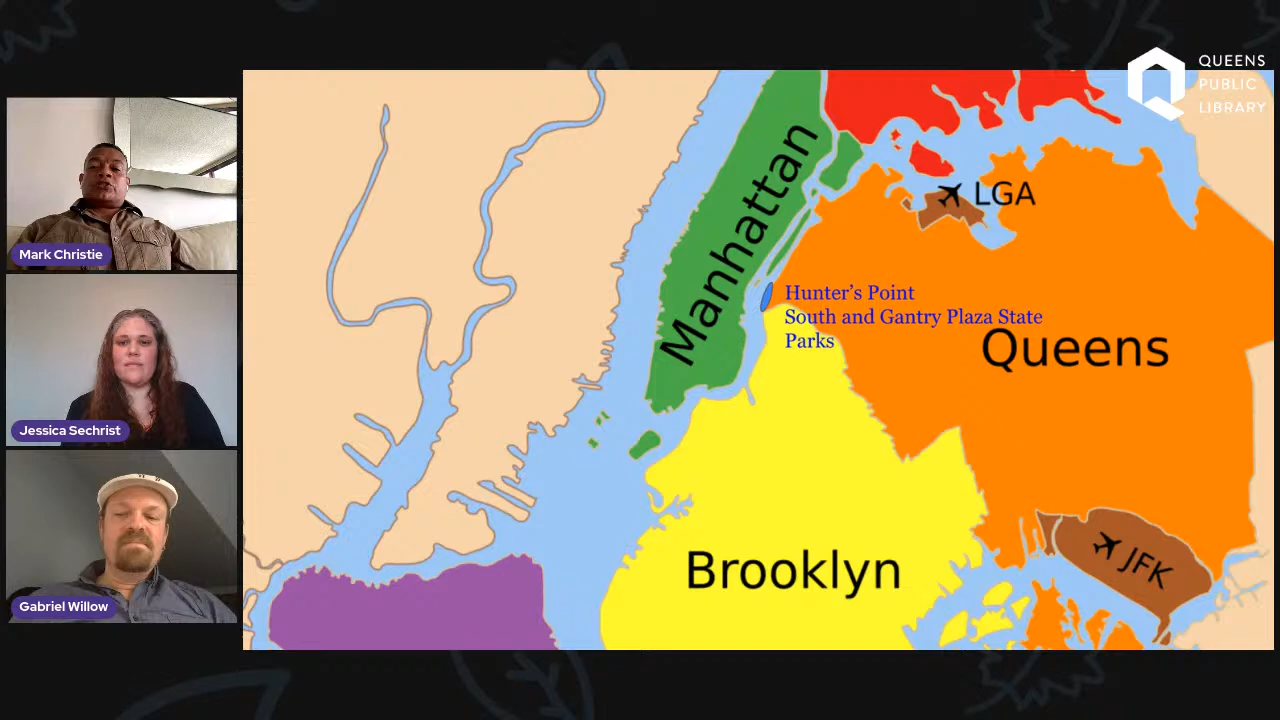 QUEENS
PUBLIC
LIBRARY
Mark Christie
Jessica Sechrist
Gabriel Willow
Manhattan
LGA
Hunter’s Point
South and Gantry Plaza State
Parks
Queens
Brooklyn
JFK